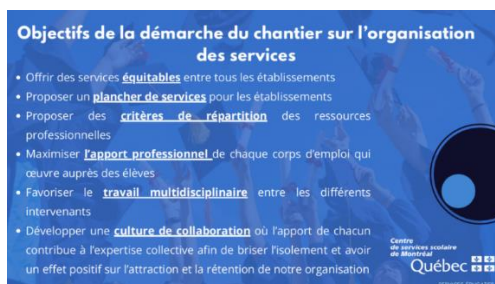 Objectifs de la démarche du chantier sur l'organisation
des services
• Offrir des services équitables entre tous les établissements
• Proposer un plancher de services pour les établissements
• Proposer des critères de répartition des ressources
professionnelles
• Maximiser l'apport professionnel de chaque corps d'emploi qui
œuvre auprès des élèves
• Favoriser le travail multidisciplinaire entre les différents
intervenants
• Développer une culture de collaboration où l'apport de chacun
contribue à l'expertise collective afin de briser l'isolement et avoir
un effet positif sur l'attraction et la rétention de notre organisation
Centre
de services scolaire
de Montréal
Québec